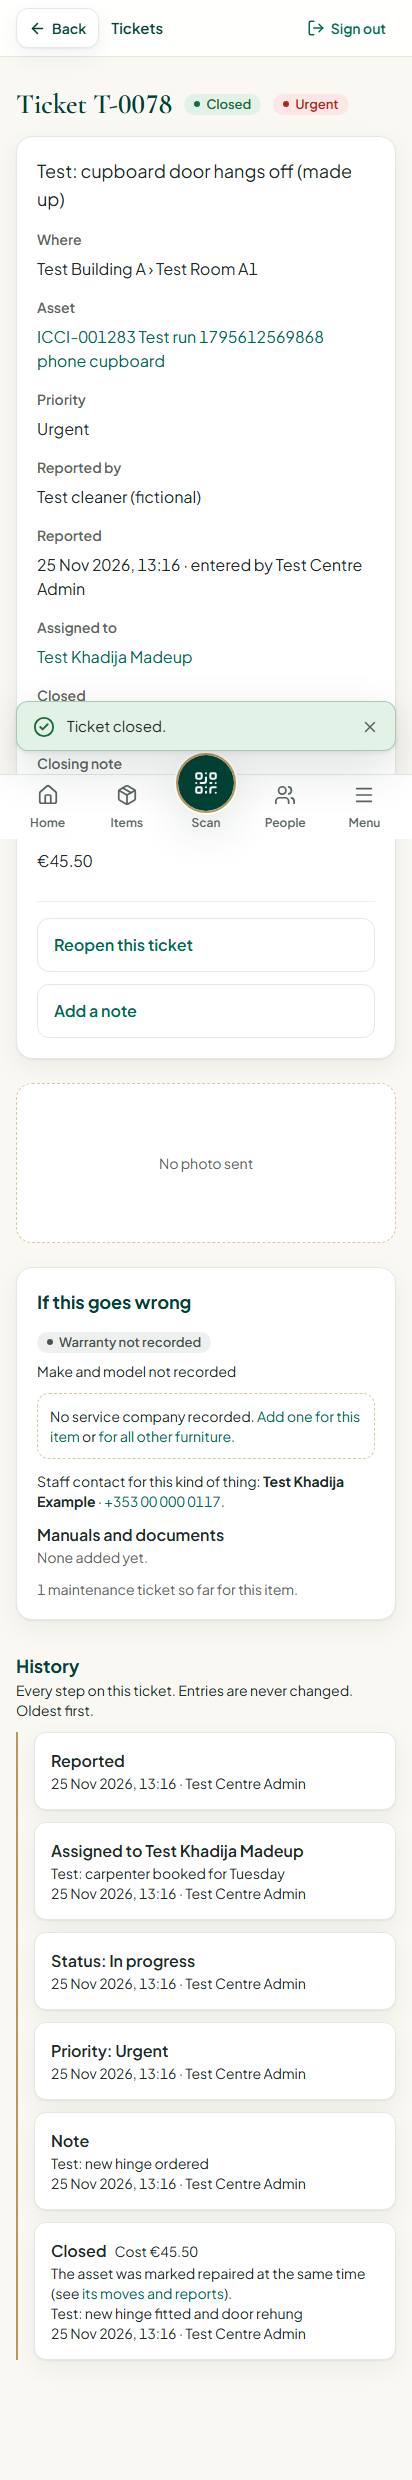 Back
Tickets
Sign out
Ticket T-0078
Closed
Urgent
Test: cupboard door hangs off (made
up)
Where
Test Building A › Test Room A1
Asset
ICCI-001283 Test run 1795612569868
phone cupboard
Priority
Urgent
Reported by
Test cleaner (fictional)
Reported
25 Nov 2026, 13:16 · entered by Test Centre
Admin
Assigned to
Test Khadija Madeup
Closed
Ticket closed.
Closing note
Home
Items
Scan
People
Menu
€45.50
Reopen this ticket
Add a note
No photo sent
If this goes wrong
Warranty not recorded
Make and model not recorded
No service company recorded. Add one for this
item or for all other furniture.
Staff contact for this kind of thing: Test Khadija
Example · +353 00 000 0117.
Manuals and documents
None added yet.
1 maintenance ticket so far for this item.
History
Every step on this ticket. Entries are never changed.
Oldest first.
Reported
25 Nov 2026, 13:16 · Test Centre Admin
Assigned to Test Khadija Madeup
Test: carpenter booked for Tuesday
25 Nov 2026, 13:16 · Test Centre Admin
Status: In progress
25 Nov 2026, 13:16 · Test Centre Admin
Priority: Urgent
25 Nov 2026, 13:16 · Test Centre Admin
Note
Test: new hinge ordered
25 Nov 2026, 13:16 · Test Centre Admin
Closed Cost €45.50
The asset was marked repaired at the same time
(see its moves and reports).
Test: new hinge fitted and door rehung
25 Nov 2026, 13:16 · Test Centre Admin